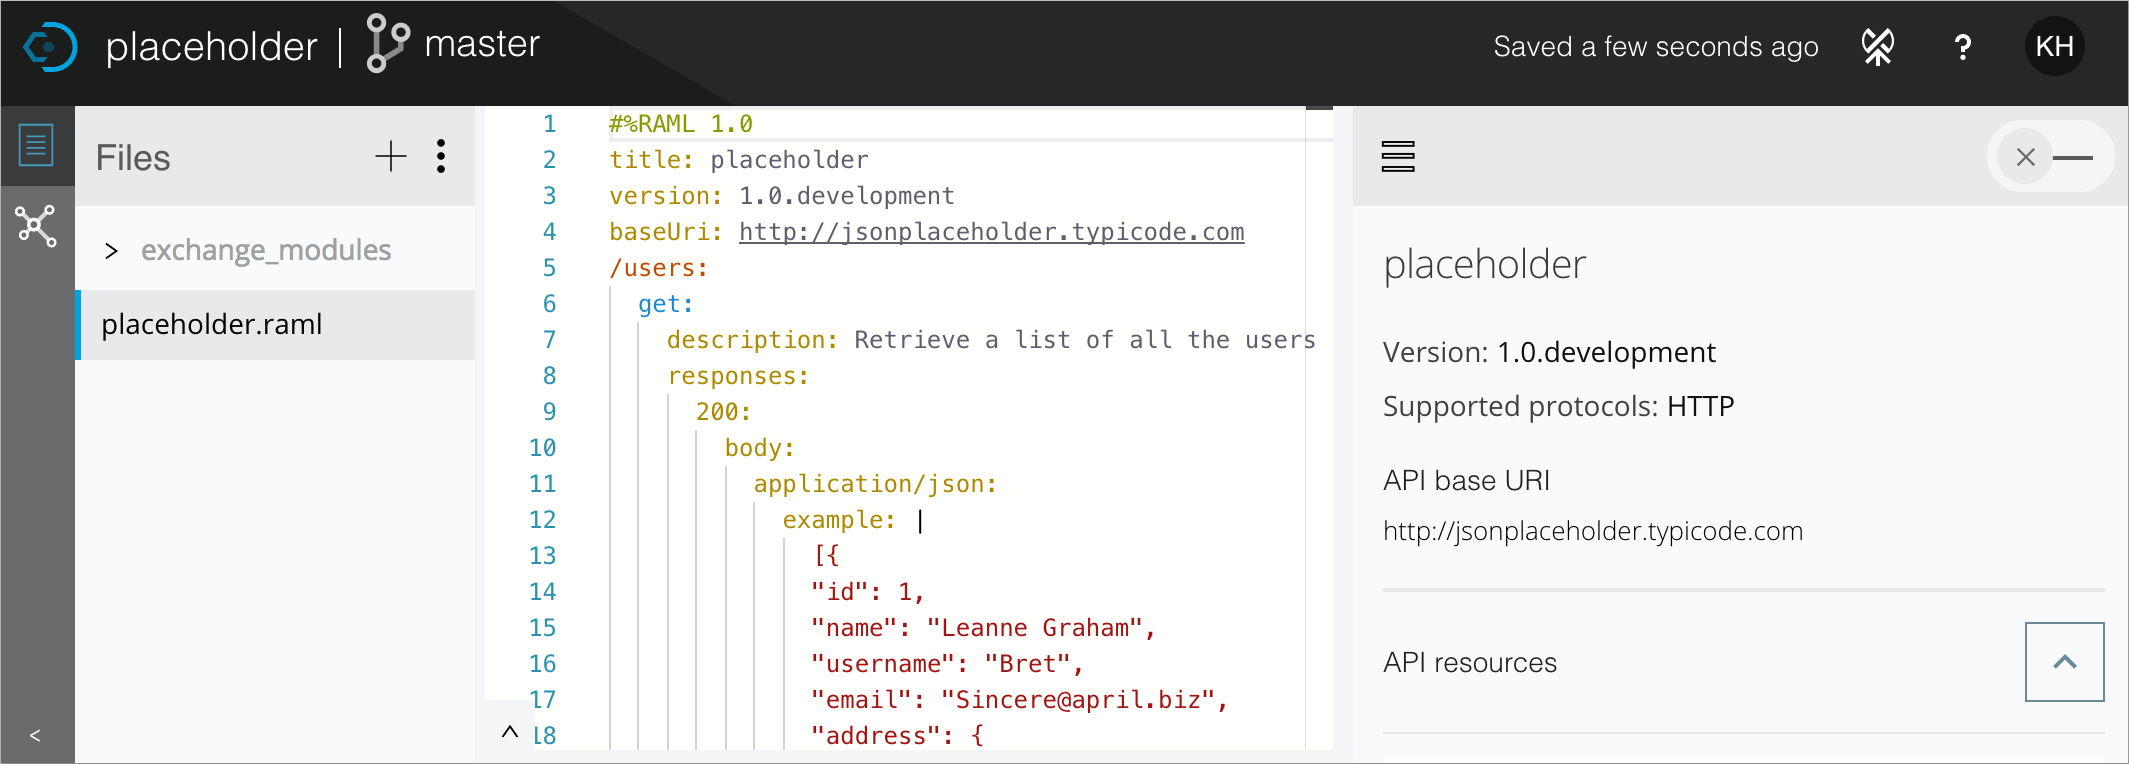 placeholder | master
Saved a few seconds ago ? KH
Files
> exchange_modules
placeholder.raml
<
1 #%RAML 1.0
2 title: placeholder
3 version: 1.0.development
4 baseUri: http://jsonplaceholder.typicode.com
5 /users:
6 get:
7 description: Retrieve a list of all the users
8 responses:
9 200:
10 body:
11 application/json:
12 example: |
13 [{
14 "id": 1,
15 "name": "Leanne Graham",
16 "username": "Bret",
17 "email": "Sincere@april.biz",
18 "address": {
placeholder
Version: 1.0.development
Supported protocols: HTTP
API base URI
http://jsonplaceholder.typicode.com
API resources